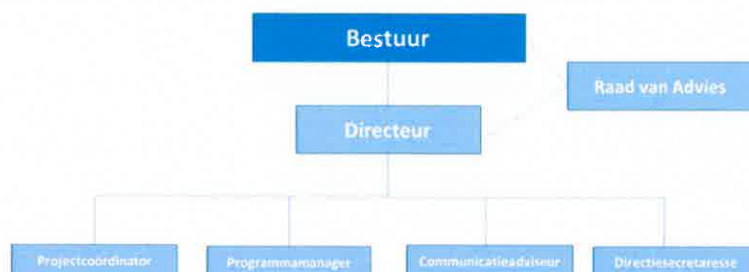 Bestuur
Raad van Advies
Directeur
Projectcoördinator
Programmamanager
Communicatieadviseur
Directiesecretaresse